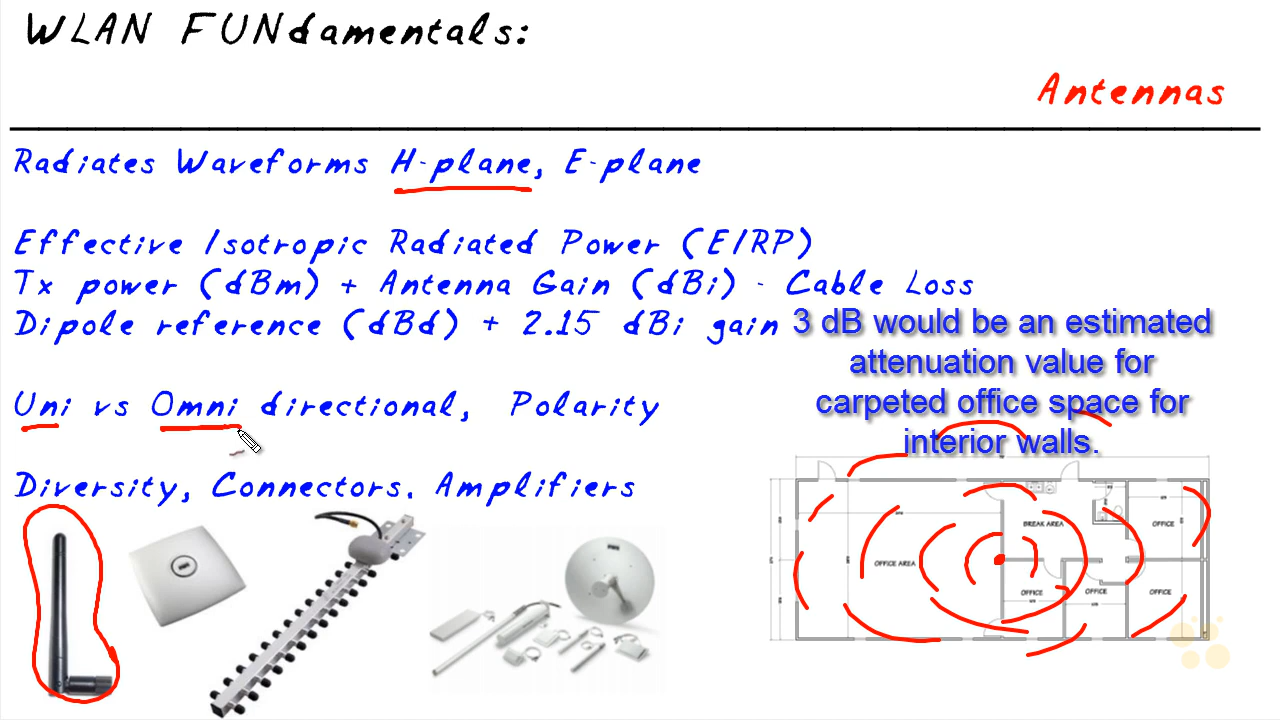 WLAN FUNdamentals:
Antennas
Radiates Waveforms H-plane, E-plane
Effective Isotropic Radiated Power (EIRP)
Tx power (dBm) + Antenna Gain (dBi) - Cable Loss
Dipole reference (dBd) + 2.15 dBi gain
3 dB would be an estimated
attenuation value for
carpeted office space for
interior walls.
Uni vs Omni directional, Polarity
Diversity, Connectors. Amplifiers
BREAK AREA
OFFICE
OFFICE AREA
OFFICE
OFFICE
OFFICE